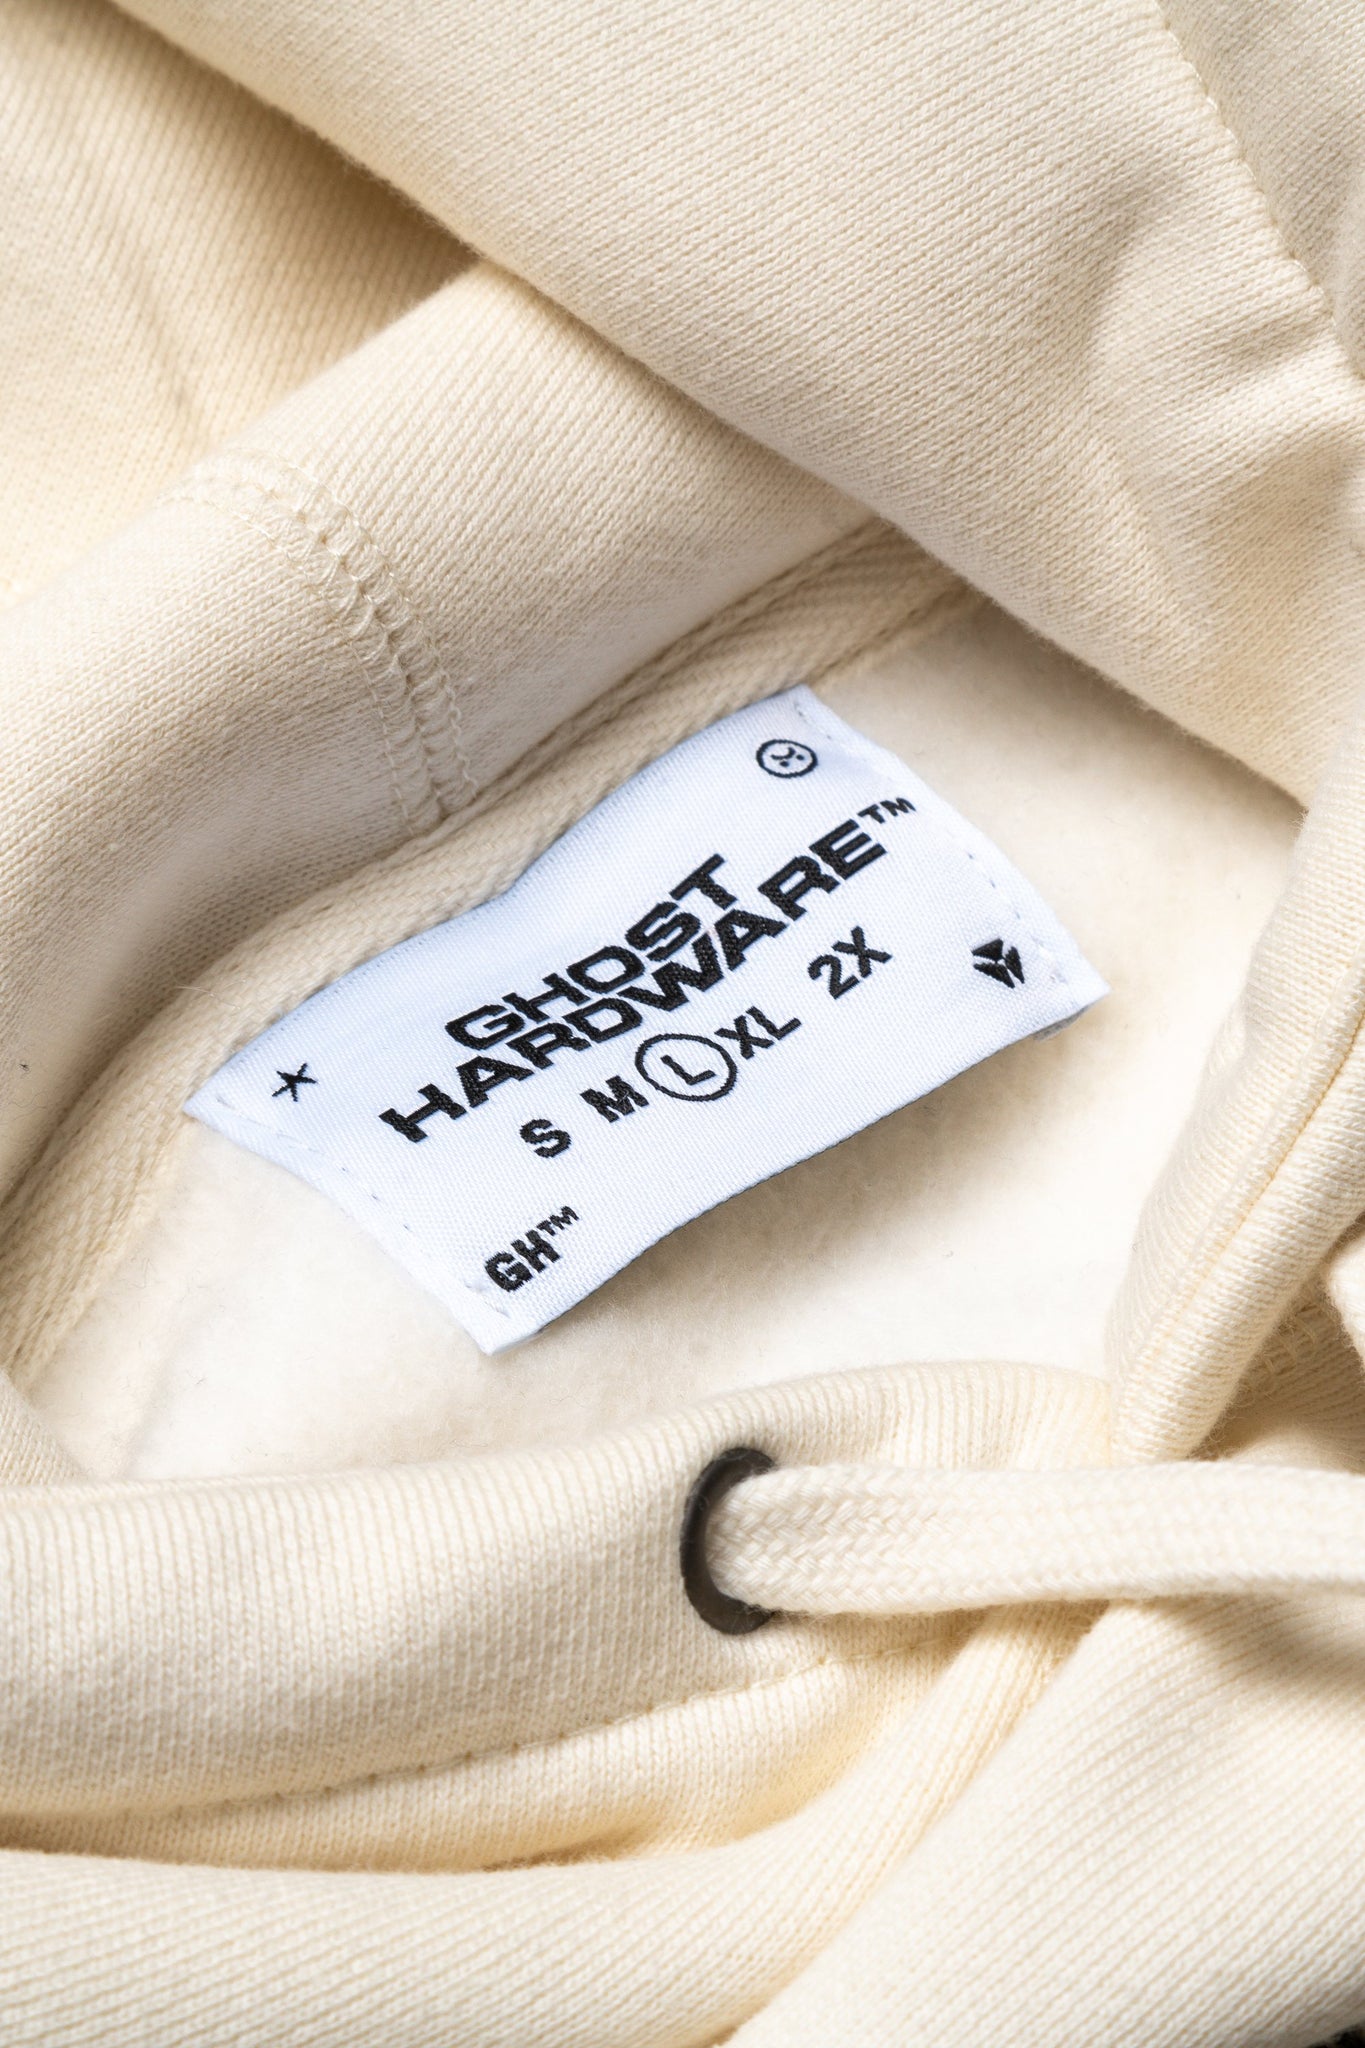 GHOST
HARDWARE™
S M L XL 2X
GH™